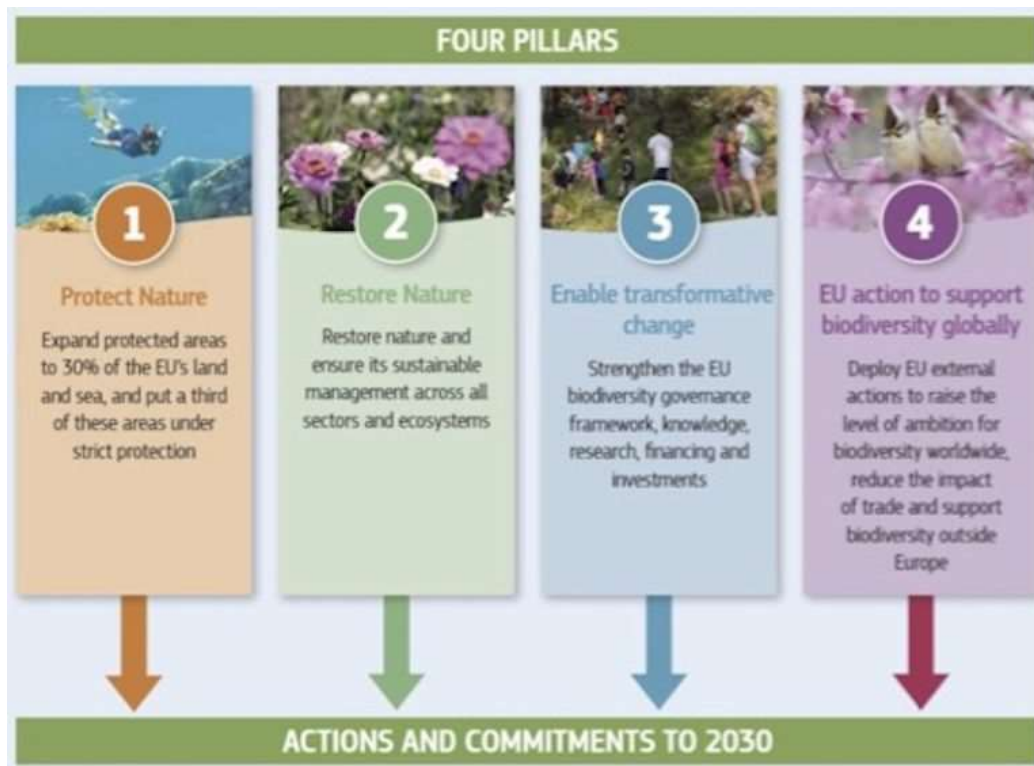 FOUR PILLARS
1
Protect Nature
Expand protected areas
to 30% of the EU's land
and sea, and put a third
of these areas under
strict protection
2
Restore Nature
Restore nature and
ensure its sustainable
management across all
sectors and ecosystems
3
Enable transformative
change
Strengthen the EU
biodiversity governance
framework, knowledge,
research, financing and
investments
4
EU action to support
biodiversity globally
Deploy EU external
actions to raise the
level of ambition for
biodiversity worldwide,
reduce the impact
of trade and support
biodiversity outside
Europe
ACTIONS AND COMMITMENTS TO 2030